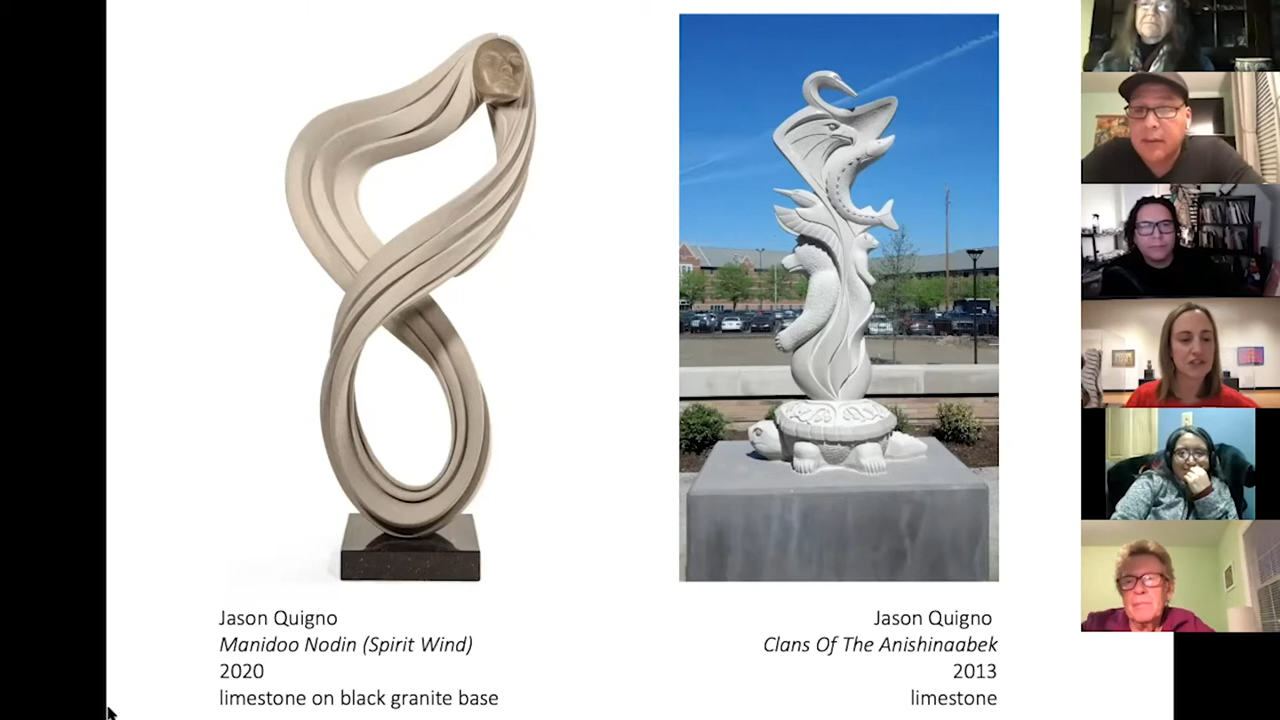 Jason Quigno
Manidoo Nodin (Spirit Wind)
2020
limestone on black granite base
Jason Quigno
Clans Of The Anishinaabek
2013
limestone